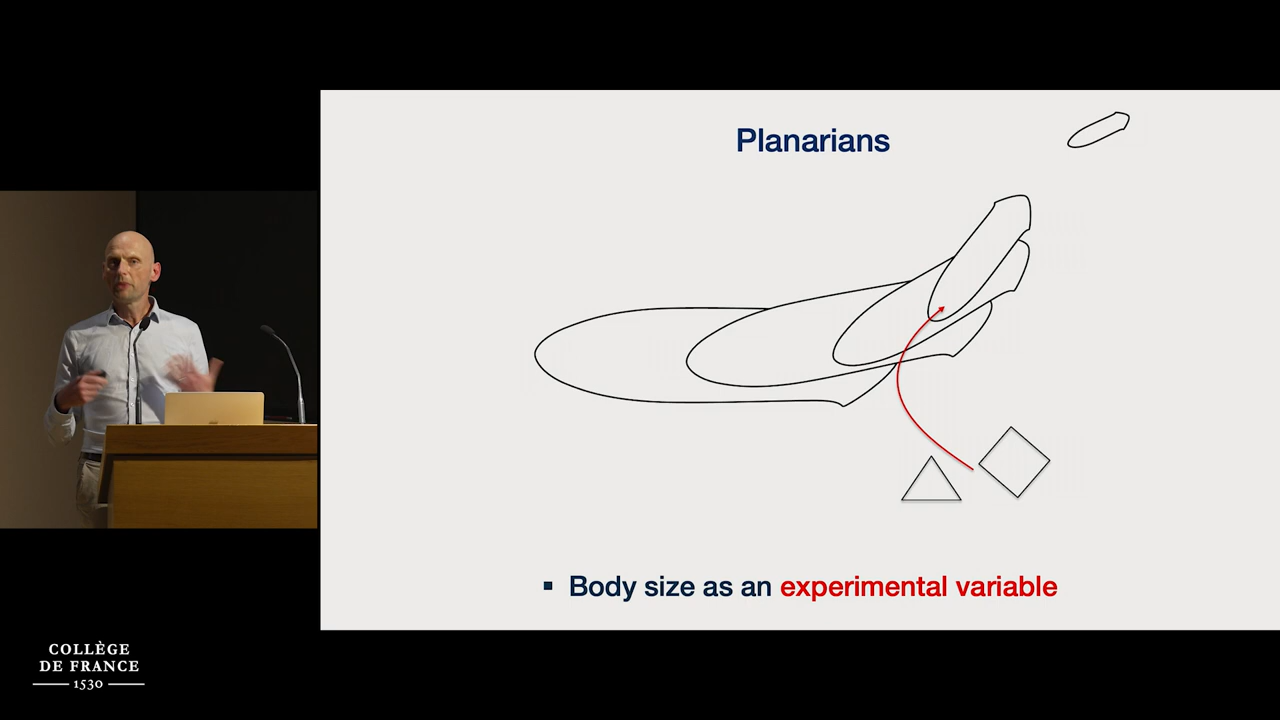 Planarians
▪ Body size as an experimental variable
COLLÈGE
DE FRANCE
1530